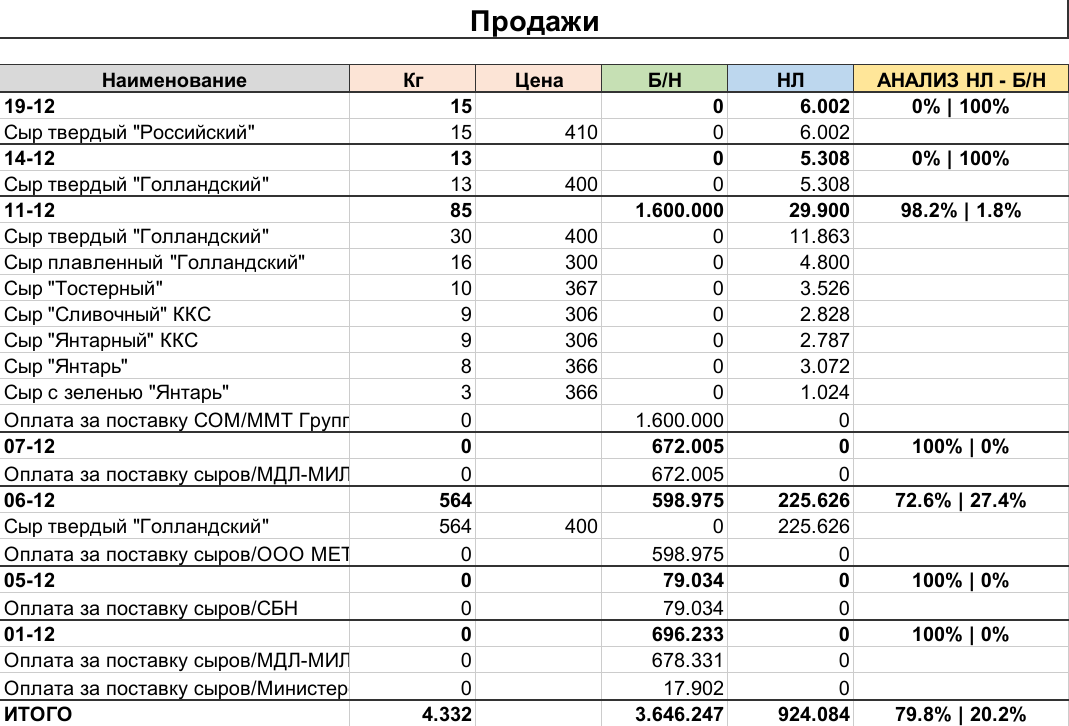 Продажи
Наименование Кг Цена Б/Н НЛ АНАЛИЗ НЛ - Б/Н
19-12 15 0 6.002 0% | 100%
Сыр твердый "Российский" 15 410 0 6.002
14-12 13 0 5.308 0% | 100%
Сыр твердый "Голландский" 13 400 0 5.308
11-12 85 1.600.000 29.900 98.2% | 1.8%
Сыр твердый "Голландский" 30 400 0 11.863
Сыр плавленный "Голландский" 16 300 0 4.800
Сыр "Тостерный" 10 367 0 3.526
Сыр "Сливочный" ККС 9 306 0 2.828
Сыр "Янтарный" ККС 9 306 0 2.787
Сыр "Янтарь" 8 366 0 3.072
Сыр с зеленью "Янтарь" 3 366 0 1.024
Оплата за поставку СОМ/ММТ Групп 0 1.600.000 0
07-12 0 672.005 0 100% | 0%
Оплата за поставку сыров/МДЛ-МИЛ 0 672.005 0
06-12 564 598.975 225.626 72.6% | 27.4%
Сыр твердый "Голландский" 564 400 0 225.626
Оплата за поставку сыров/ООО МЕТ 0 598.975 0
05-12 0 79.034 0 100% | 0%
Оплата за поставку сыров/СБН 0 79.034 0
01-12 0 696.233 0 100% | 0%
Оплата за поставку сыров/МДЛ-МИЛ 0 678.331 0
Оплата за поставку сыров/Министер 0 17.902 0
ИТОГО 4.332 3.646.247 924.084 79.8% | 20.2%